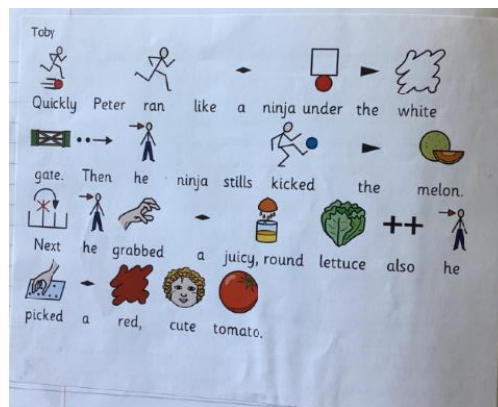 Toby
Quickly Peter ran like a ninja under the white
gate. Then he ninja stills kicked the melon.
Next he grabbed a juicy, round lettuce also he
picked a red, cute tomato.